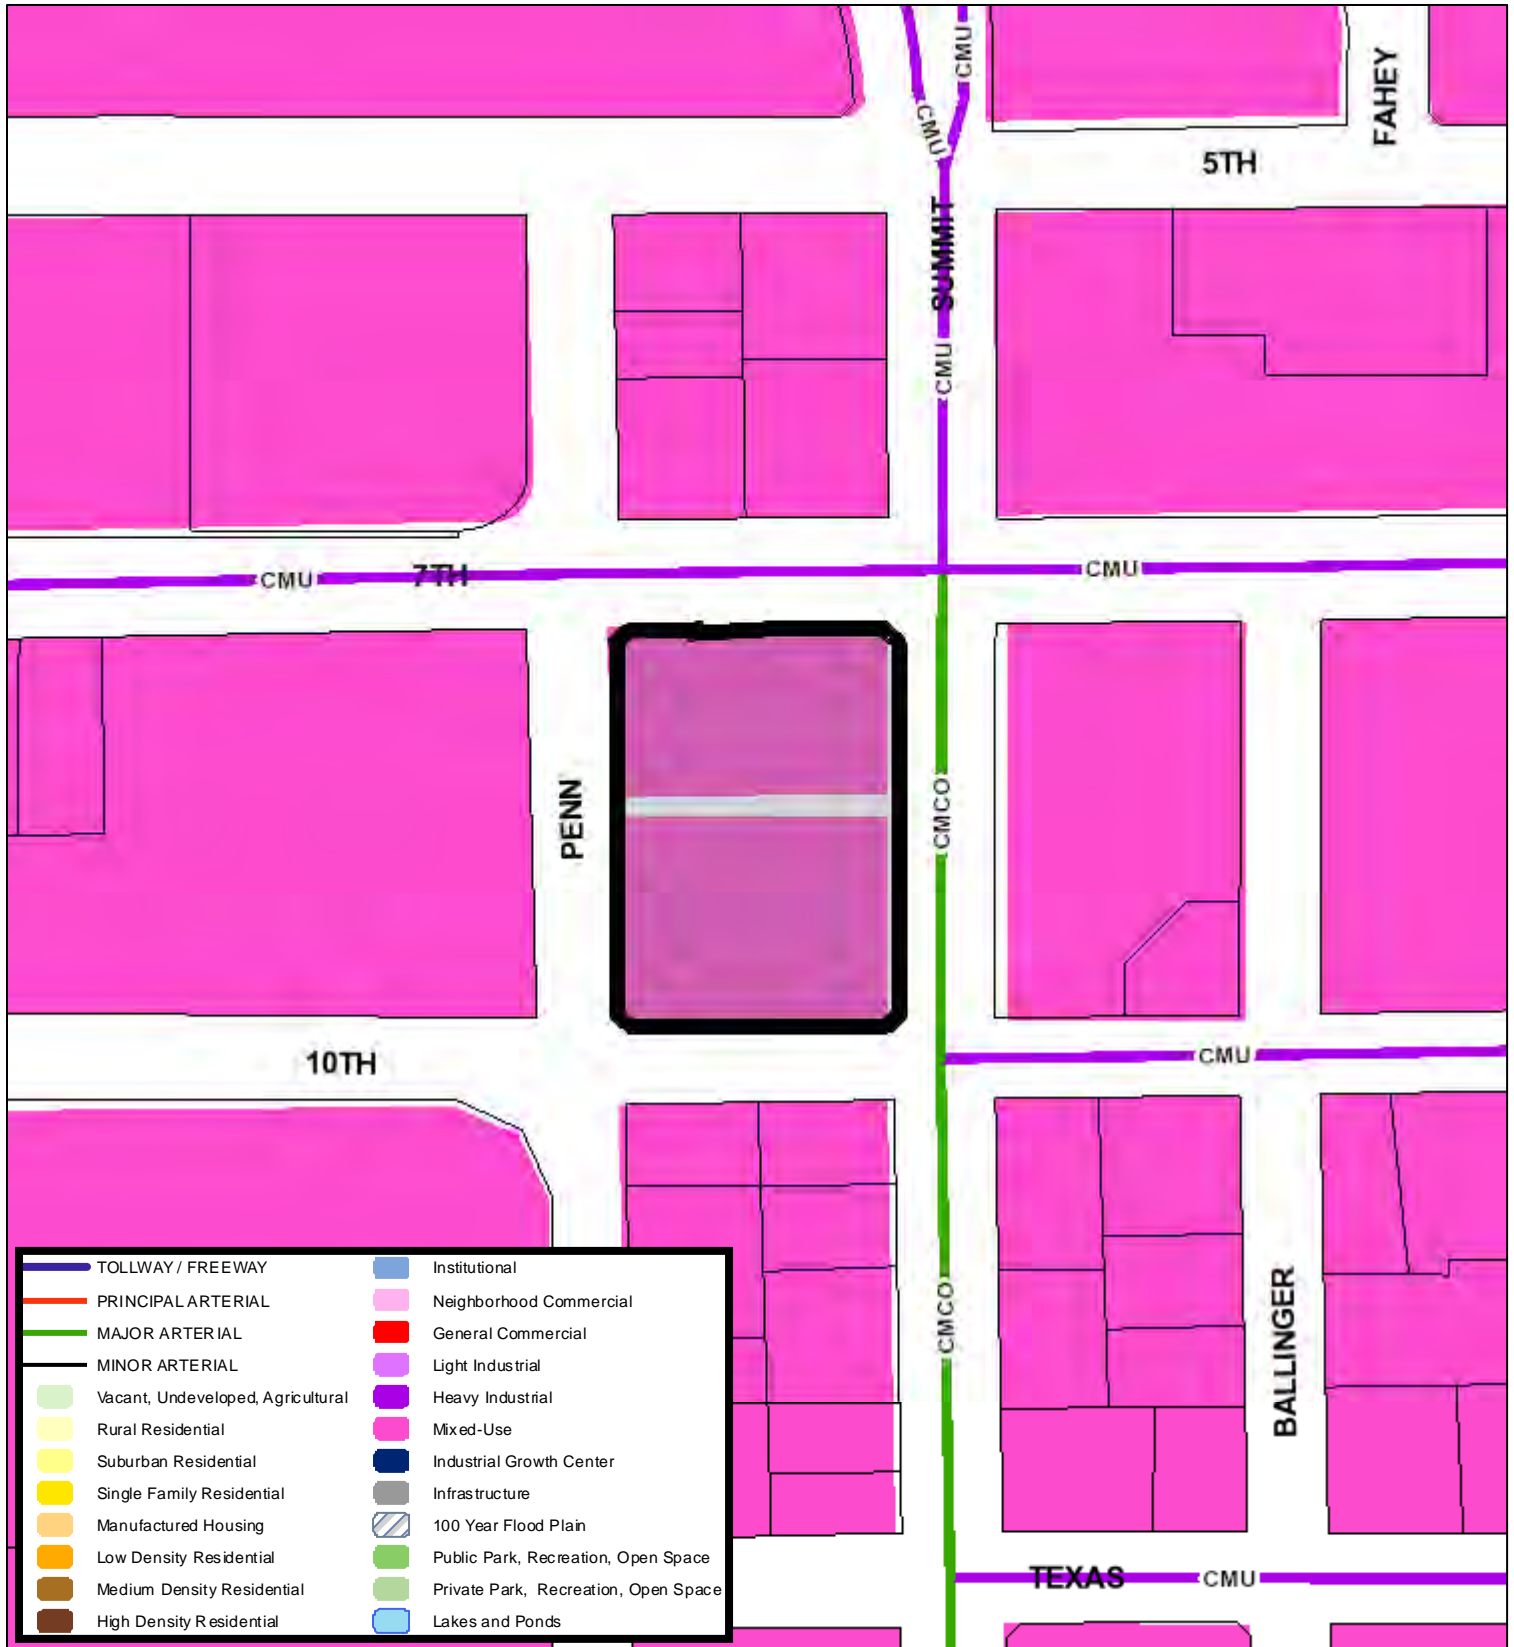 CMU
FAHEY
CMU
5TH
SUMMIT
CMU
CMU
7TH
CMU
PENN
CMCO
10TH
CMU
CMCO
BALLINGER
TEXAS
CMU
TOLLWAY / FREEWAY
PRINCIPAL ARTERIAL
MAJOR ARTERIAL
MINOR ARTERIAL
Vacant, Undeveloped, Agricultural
Rural Residential
Suburban Residential
Single Family Residential
Manufactured Housing
Low Density Residential
Medium Density Residential
High Density Residential
Institutional
Neighborhood Commercial
General Commercial
Light Industrial
Heavy Industrial
Mixed-Use
Industrial Growth Center
Infrastructure
100 Year Flood Plain
Public Park, Recreation, Open Space
Private Park, Recreation, Open Space
Lakes and Ponds